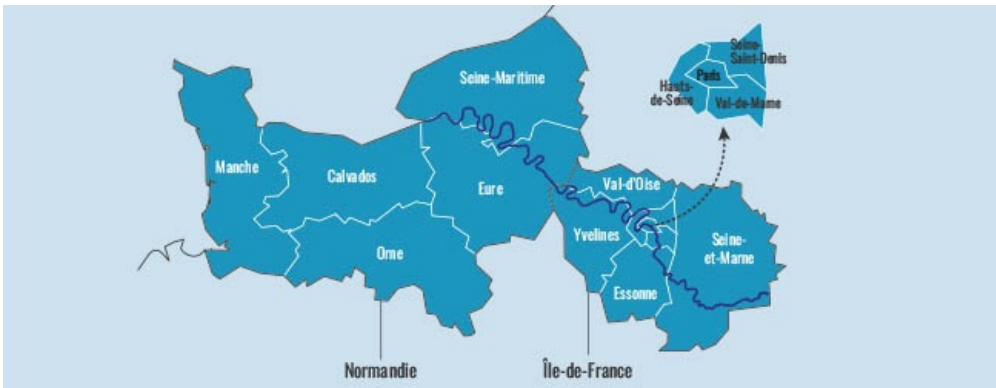 Seine-Maritime
Seine-
Saint-Denis
Paris
Hauts-
de-Seine
Val-de-Marne
Manche
Calvados
Eure
Val-d'Oise
Orne
Yvelines
Seine-
et-Marne
Essonne
Normandie
Île-de-France